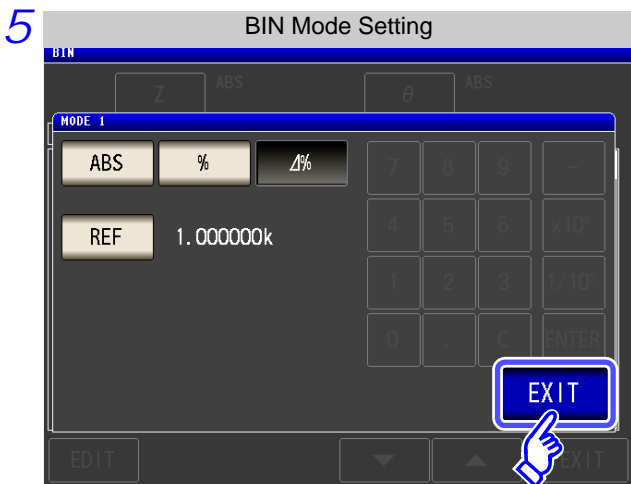 5 BIN Mode Setting
BIN
Z ABS θ ABS
MODE 1
ABS % Δ% 7 8 9 −
REF 1.000000k 4 5 6 x10³
1 2 3 1/10³
0 . C ENTER
EXIT
EDIT EXIT